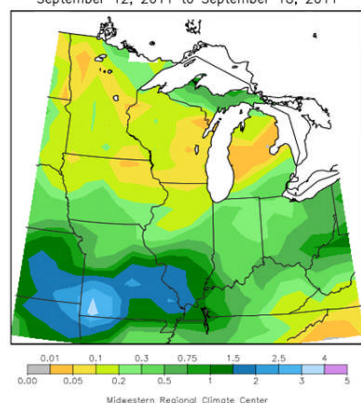 September 12, 2011 to September 18, 2011
0.01 0.1 0.3 0.75 1.5 2.5 4
0.00 0.05 0.2 0.5 1 2 3 5
Midwestern Regional Climate Center